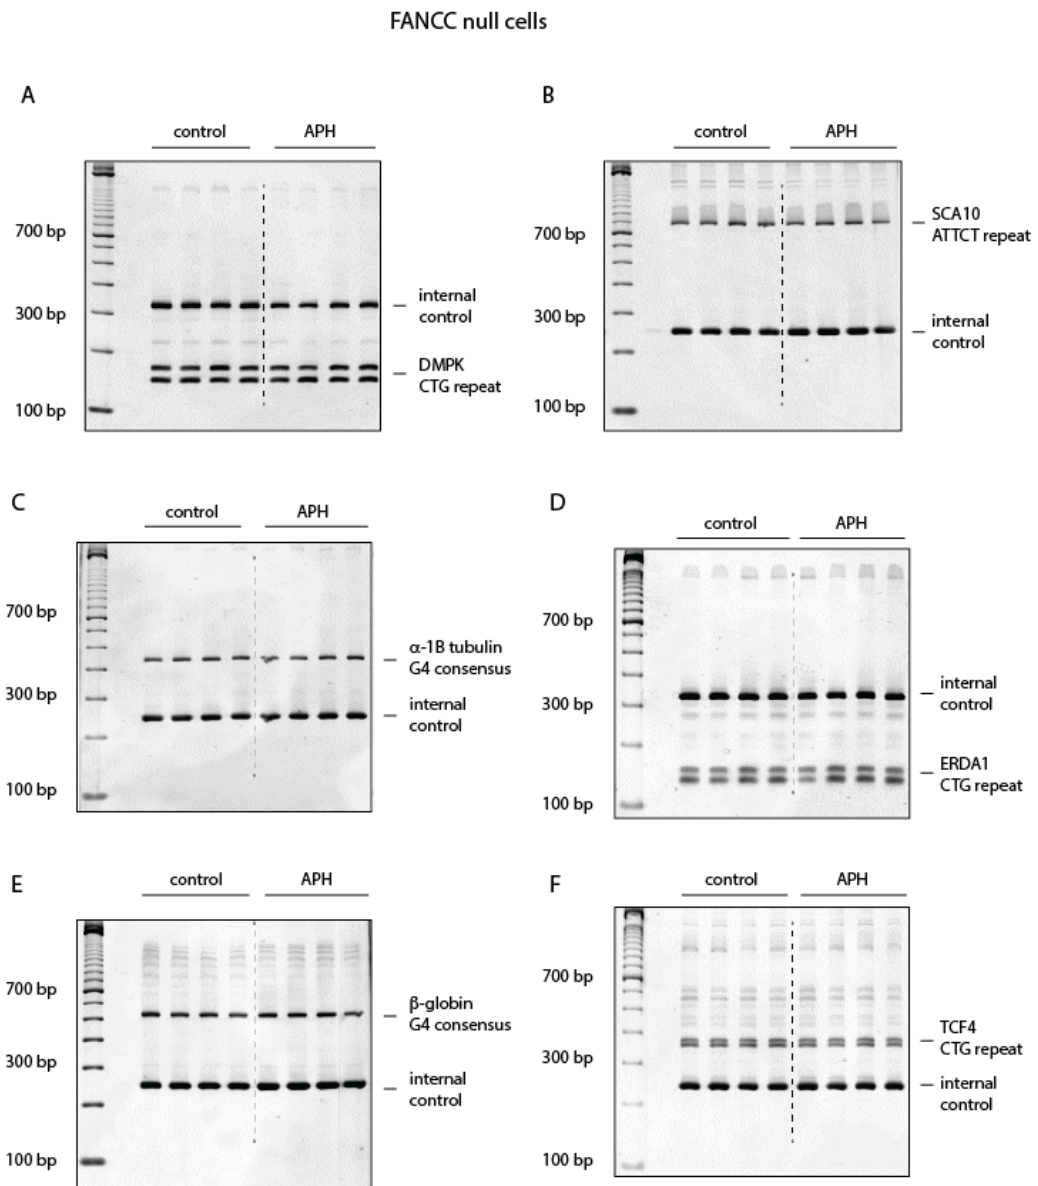 FANCC null cells
A
control
APH
700 bp
300 bp
100 bp
internal
control
DMPK
CTG repeat
B
control
APH
700 bp
300 bp
100 bp
SCA10
ATTCT repeat
internal
control
C
control
APH
700 bp
300 bp
100 bp
α-1B tubulin
G4 consensus
internal
control
D
control
APH
700 bp
300 bp
100 bp
internal
control
ERDA1
CTG repeat
E
control
APH
700 bp
300 bp
100 bp
β-globin
G4 consensus
internal
control
F
control
APH
700 bp
300 bp
100 bp
TCF4
CTG repeat
internal
control